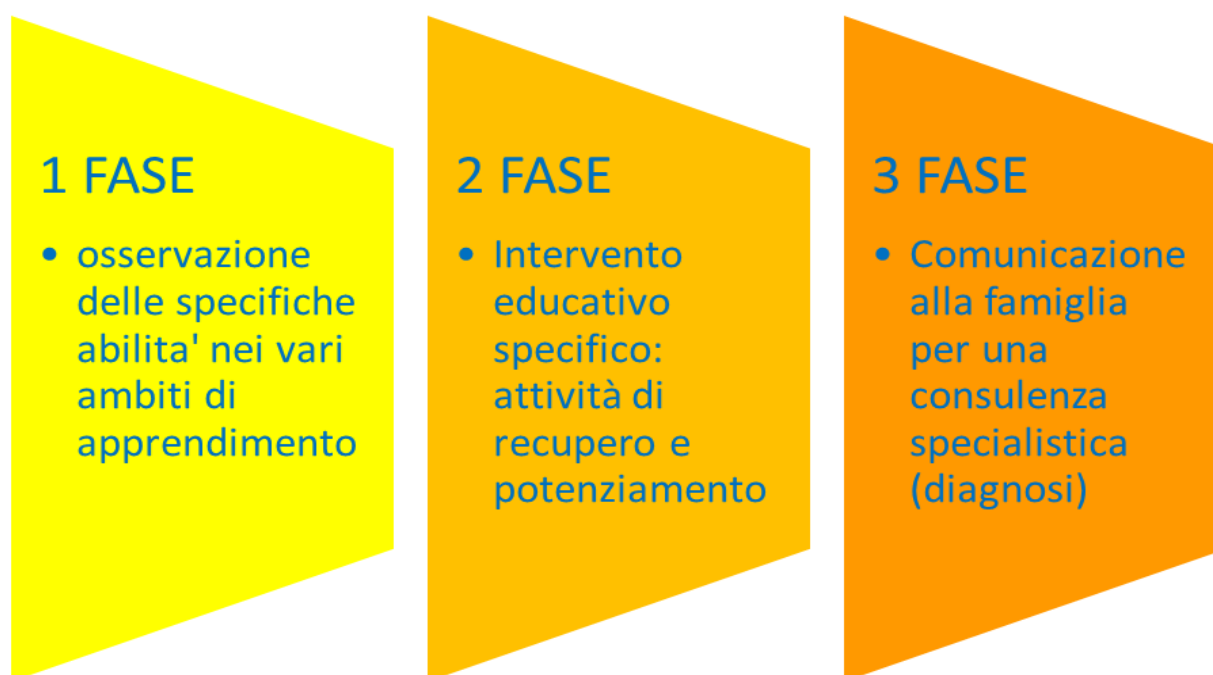 1 FASE
• osservazione
delle specifiche
abilita' nei vari
ambiti di
apprendimento
2 FASE
• Intervento
educativo
specifico:
attività di
recupero e
potenziamento
3 FASE
• Comunicazione
alla famiglia
per una
consulenza
specialistica
(diagnosi)